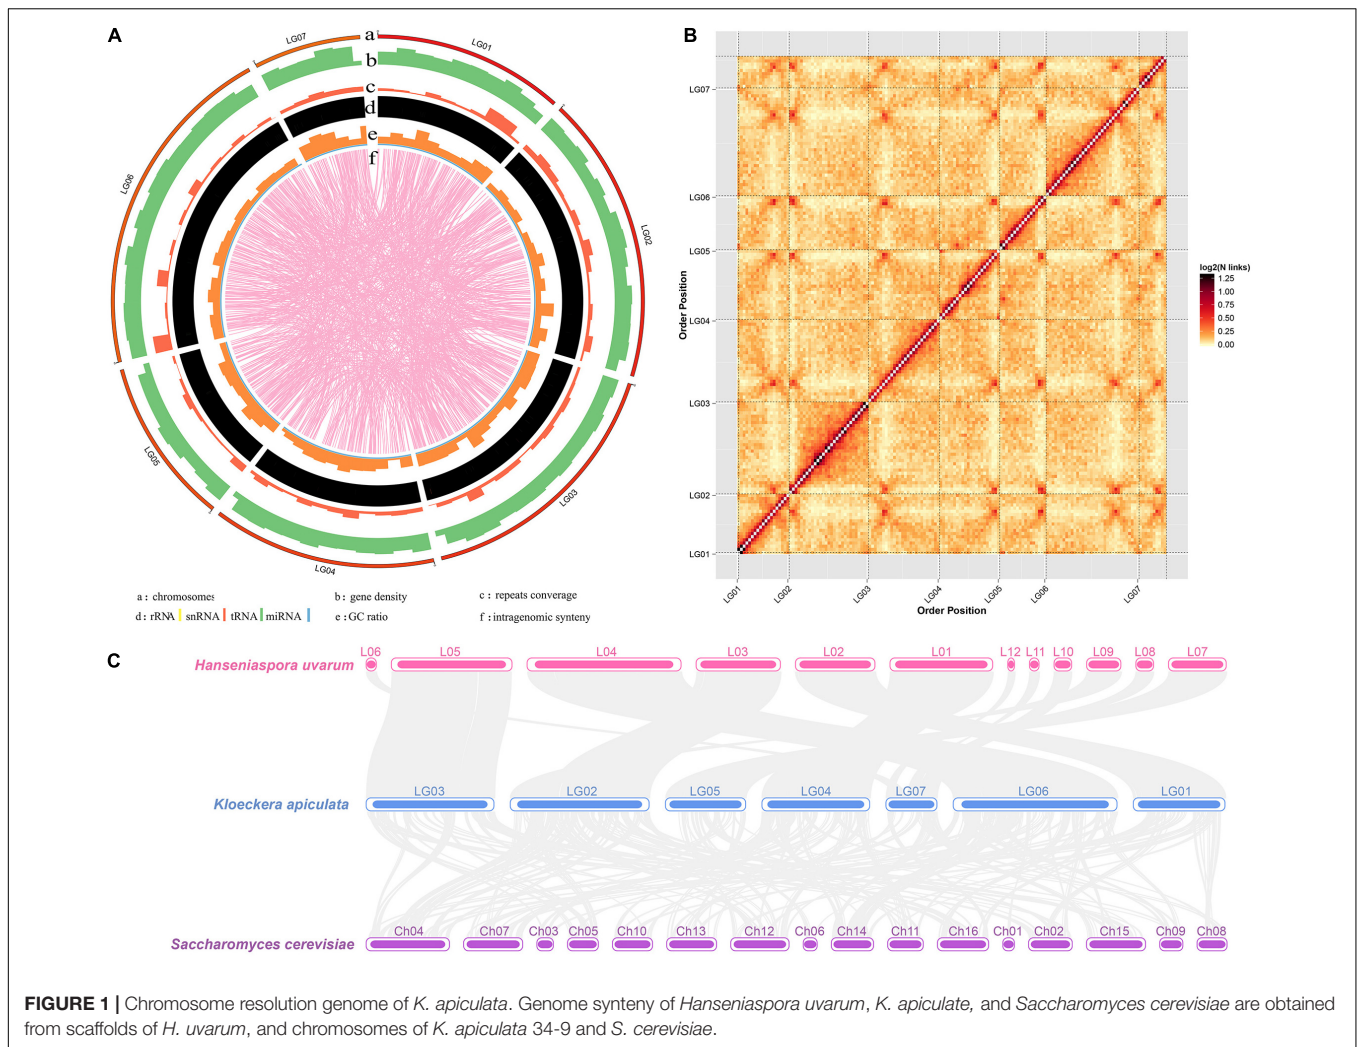 A
LG07
a
LG01
b
c
d
e
f
LG06
LG02
LG05
LG03
LG04
a: chromosomes
b: gene density
c: repeats converage
d: rRNA
snRNA
tRNA
miRNA
e:GC ratio
f:intragenomic synteny
B
LG07
LG06
LG05
LG04
LG03
LG02
LG01
Order Position
LG01
LG02
LG03
LG04
LG05
LG06
LG07
Order Position
log2(N links)
1.25
1.00
0.75
0.50
0.25
0.00
C
L06 L05 L04 L03 L02 L01 L12 L11 L10 L09 L08 L07
Hanseniaspora uvarum
LG03 LG02 LG05 LG04 LG07 LG06 LG01
Kloeckera apiculata
Ch04 Ch07 Ch03 Ch05 Ch10 Ch13 Ch12 Ch06 Ch14 Ch11 Ch16 Ch01 Ch02 Ch15 Ch09 Ch08
Saccharomyces cerevisiae
FIGURE 1 | Chromosome resolution genome of K. apiculata. Genome synteny of Hanseniaspora uvarum, K. apiculate, and Saccharomyces cerevisiae are obtained
from scaffolds of H. uvarum, and chromosomes of K. apiculata 34-9 and S. cerevisiae.